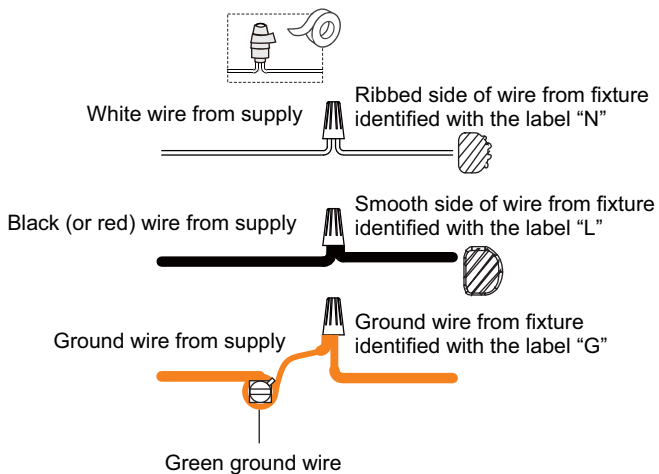 White wire from supply
Ribbed side of wire from fixture
identified with the label “N”
Black (or red) wire from supply
Smooth side of wire from fixture
identified with the label “L”
Ground wire from supply
Ground wire from fixture
identified with the label “G”
Green ground wire